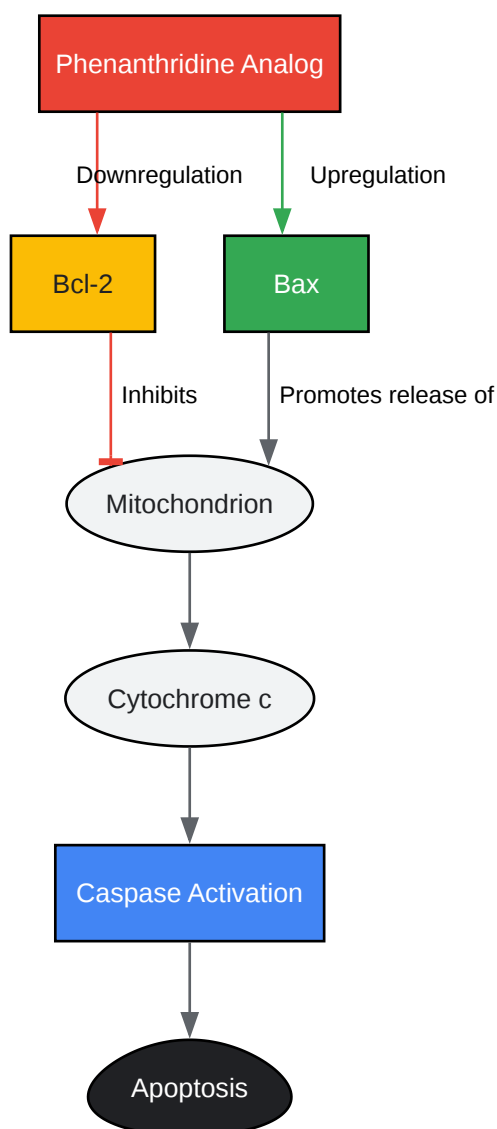 Phenanthridine Analog
Downregulation
Upregulation
Bcl-2
Bax
Inhibits
Promotes release of
Mitochondrion
Cytochrome c
Caspase Activation
Apoptosis